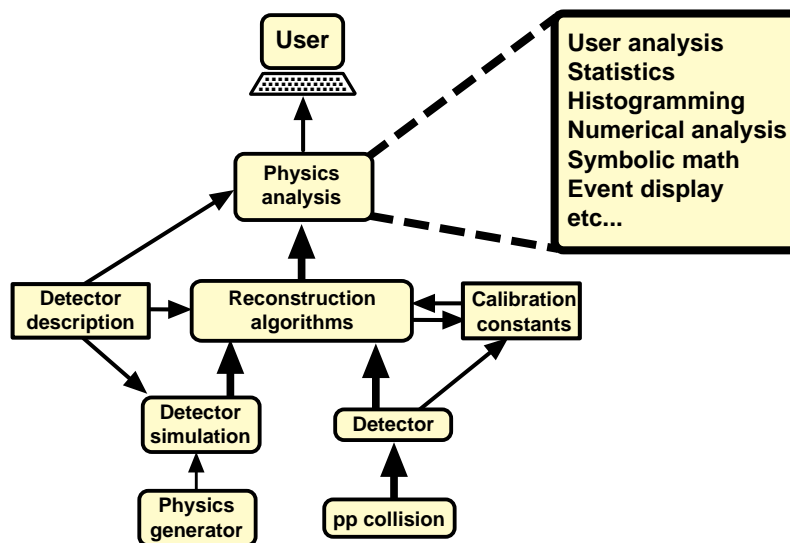 User
User analysis
Statistics
Histogramming
Numerical analysis
Symbolic math
Event display
etc...
Physics
analysis
Detector
description
Reconstruction
algorithms
Calibration
constants
Detector
simulation
Detector
Physics
generator
pp collision